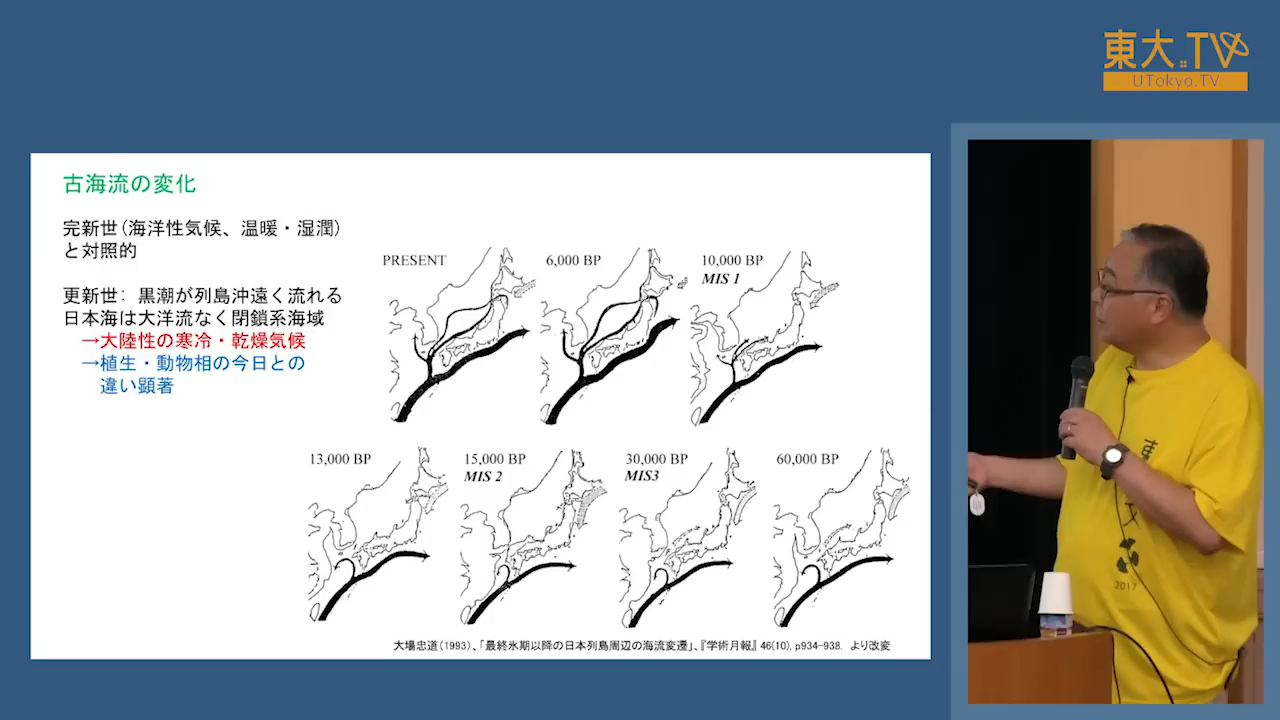 東大TV
UTokyo.TV
古海流の変化
完新世(海洋性気候、温暖・湿潤)
と対照的
更新世: 黒潮が列島沖遠く流れる
日本海は大洋流なく閉鎖系海域
→大陸性の寒冷・乾燥気候
→植生・動物相の今日との
違い顕著
PRESENT
6,000 BP
10,000 BP
MIS 1
13,000 BP
15,000 BP
MIS 2
30,000 BP
MIS3
60,000 BP
大場忠道(1993)、「最終氷期以降の日本列島周辺の海流変遷」、『学術月報』 46(10), p934-938. より改変
2017